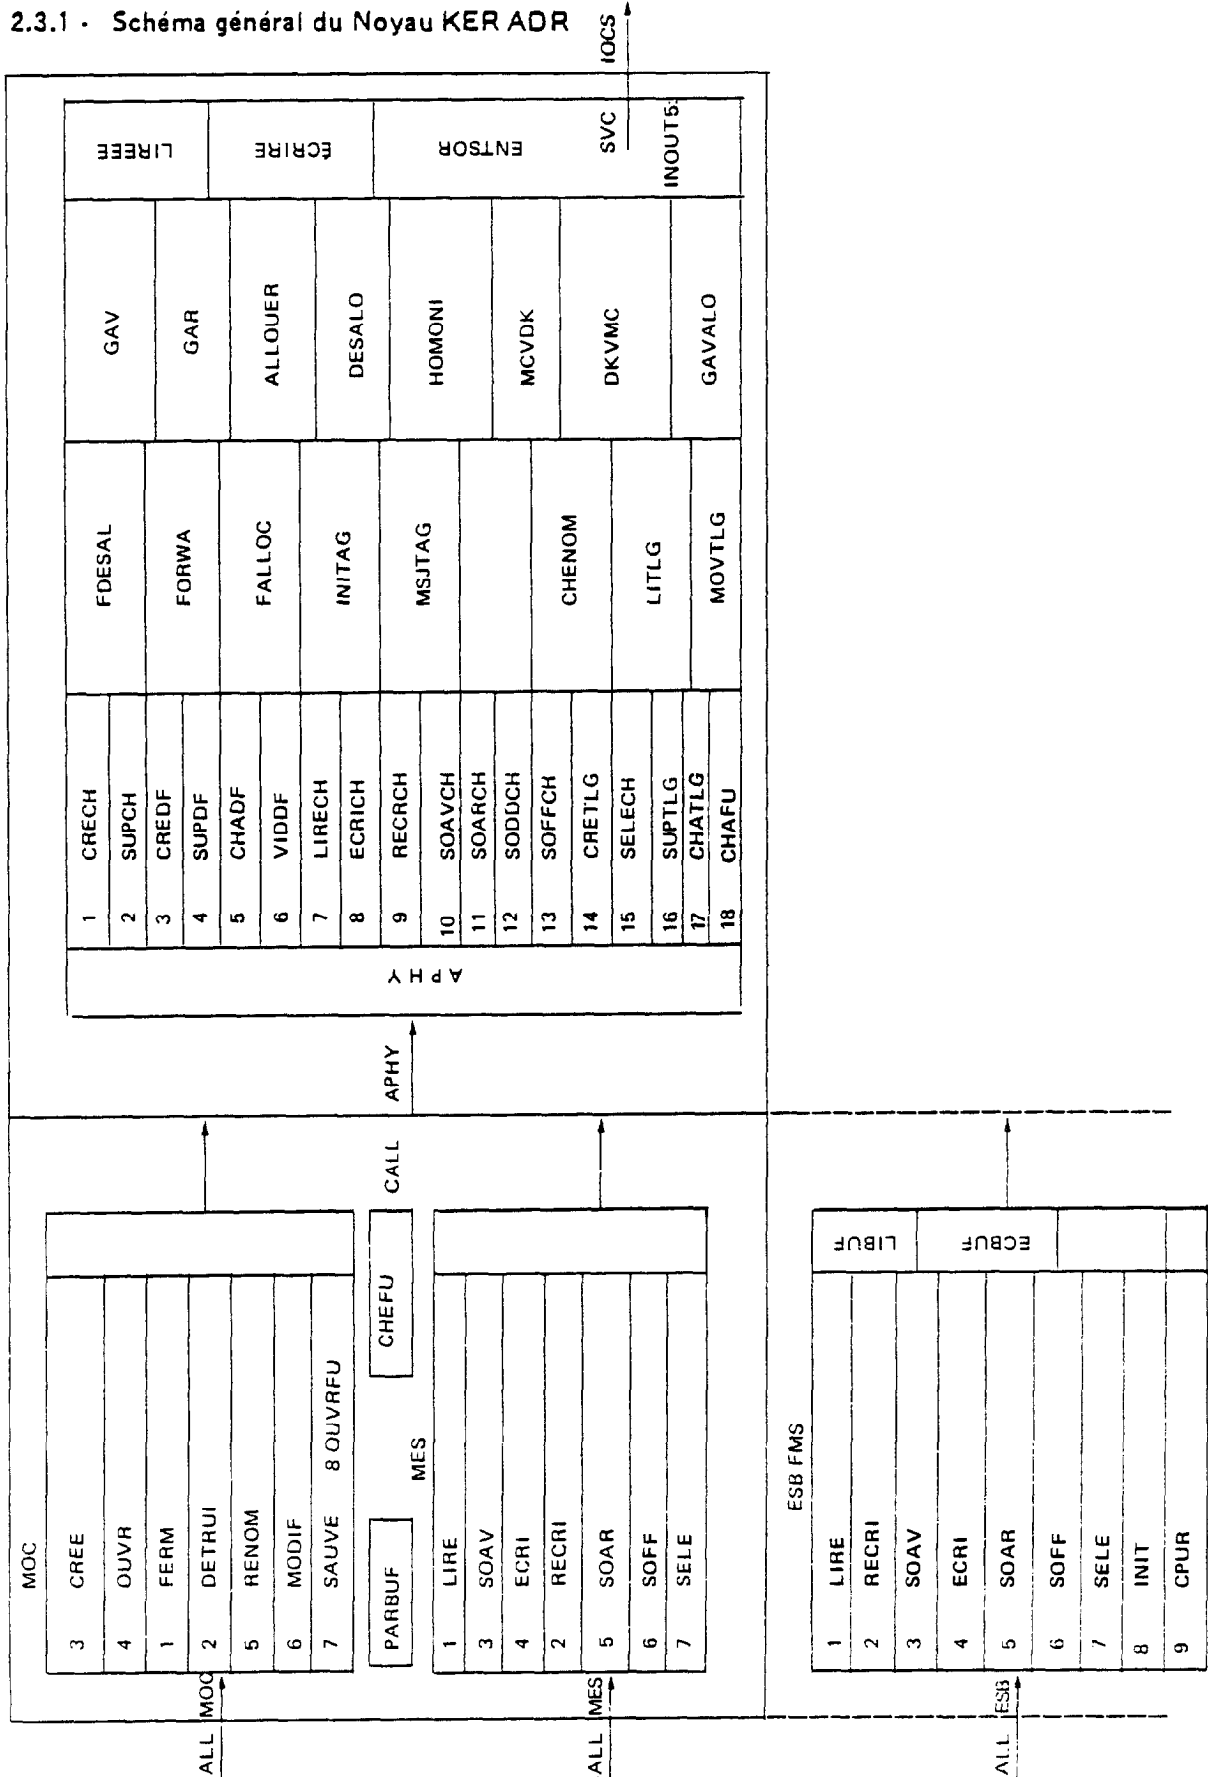 2.3.1 · Schéma général du Noyau KER ADR
IOCS
SVC
INOUT5
LIREEE
ÉCRIRE
ENTSOR
GAV
GAR
ALLOUER
DESALO
HOMONI
MCVDK
DKVMC
GAVALO
FDESAL
FORWA
FALLOC
INITAG
MSJTAG
CHENOM
LITLG
MOVTLG
1 CRECH
2 SUPCH
3 CREDF
4 SUPDF
5 CHADF
6 VIDDF
7 LIRECH
8 ECRICH
9 RECRCH
10 SOAVCH
11 SOARCH
12 SODDCH
13 SOFFCH
14 CRETLG
15 SELECH
16 SUPTLG
17 CHATLG
18 CHAFU
APHY
CALL APHY
MOC
3 CREE
4 OUVR
1 FERM
2 DETRUI
5 RENOM
6 MODIF
7 SAUVE 8 OUVRFU
ALL MOC
PARBUF
CHEFU
MES
1 LIRE
3 SOAV
4 ECRI
2 RECRI
5 SOAR
6 SOFF
7 SELE
ALL MES
ESB FMS
LIBUF
ECBUF
1 LIRE
2 RECRI
3 SOAV
4 ECRI
5 SOAR
6 SOFF
7 SELE
8 INIT
9 CPUR
ALL ESB